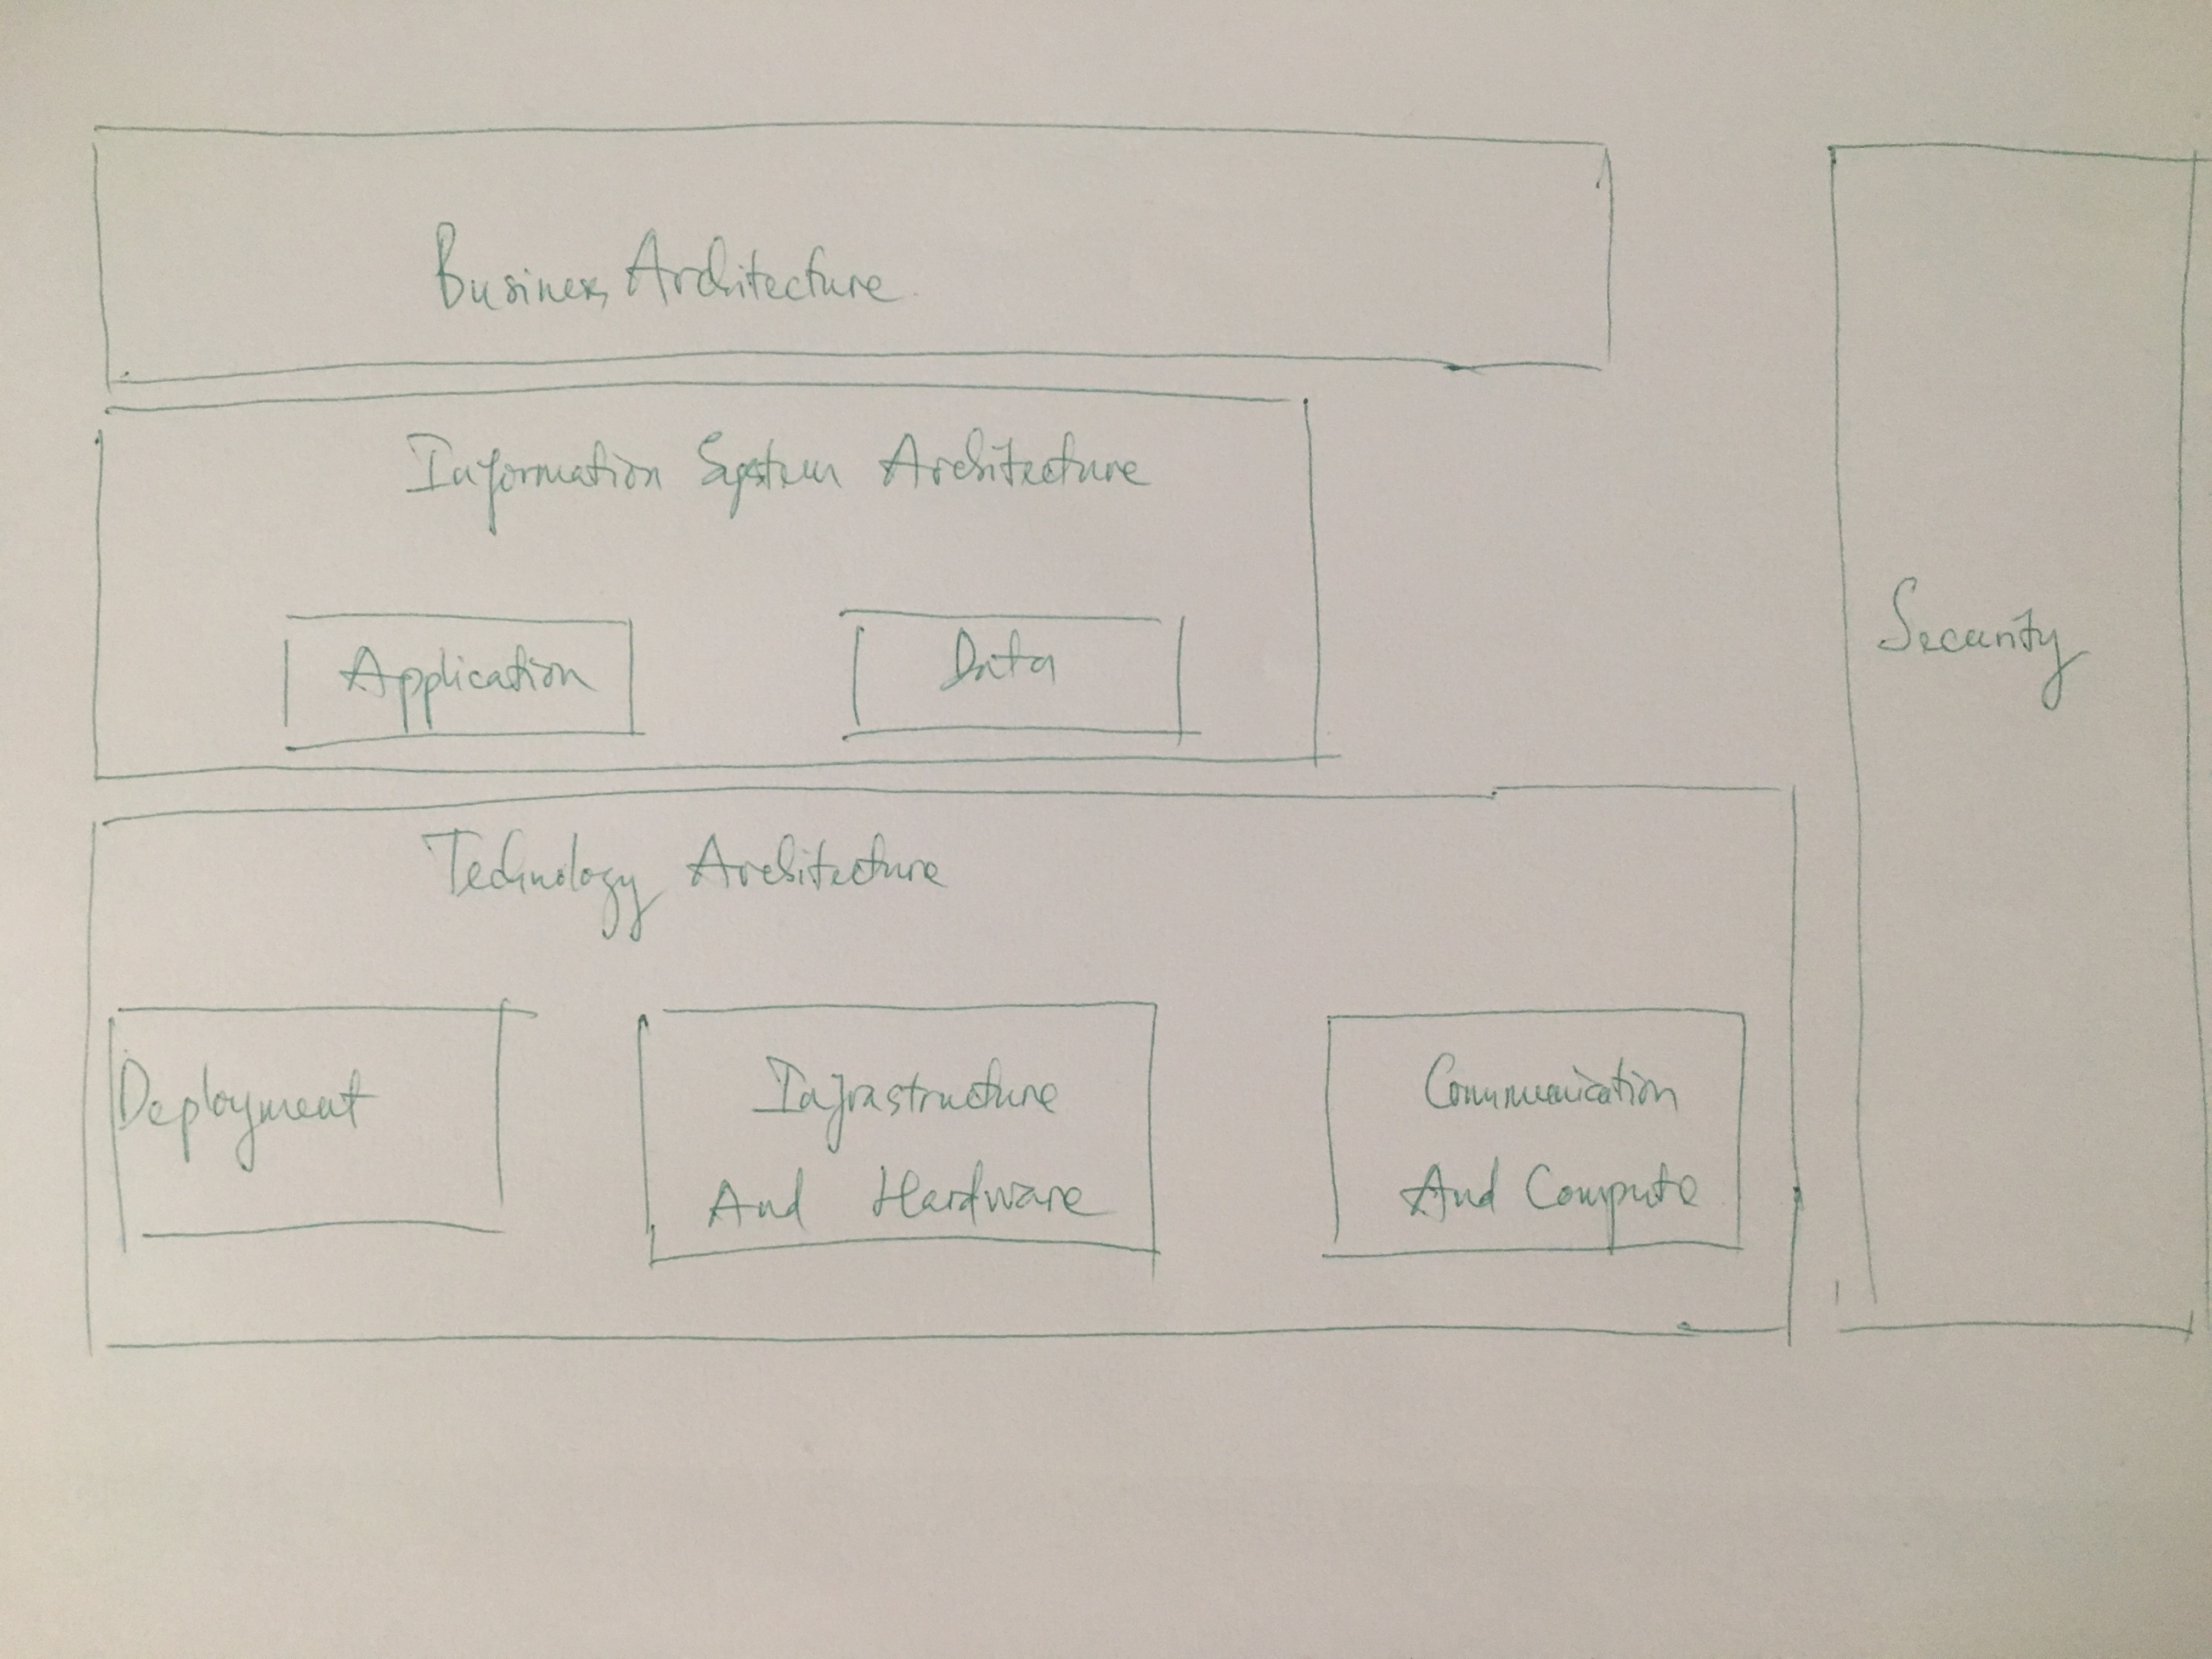 Business Architecture
Information System Architecture
Application
Data
Technology Architecture
Deployment
Infrastructure
And Hardware
Communication
And Compute
Security